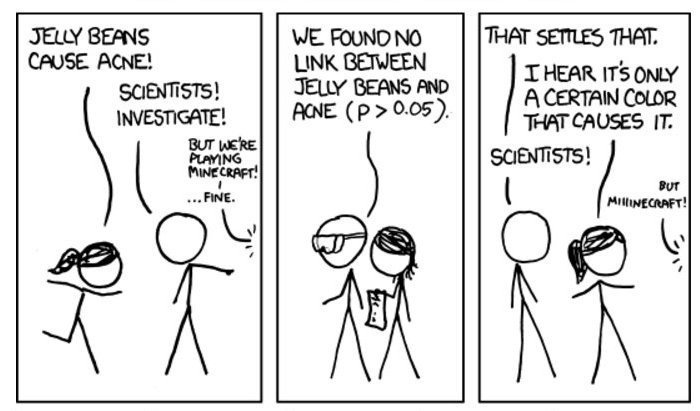 JELLY BEANS
CAUSE ACNE!
SCIENTISTS!
INVESTIGATE!
BUT WE'RE
PLAYING
MINECRAFT!
...FINE.
WE FOUND NO
LINK BETWEEN
JELLY BEANS AND
ACNE (P > 0.05).
THAT SETTLES THAT.
I HEAR IT'S ONLY
A CERTAIN COLOR
THAT CAUSES IT.
SCIENTISTS!
BUT
MIIIINECRAFT!